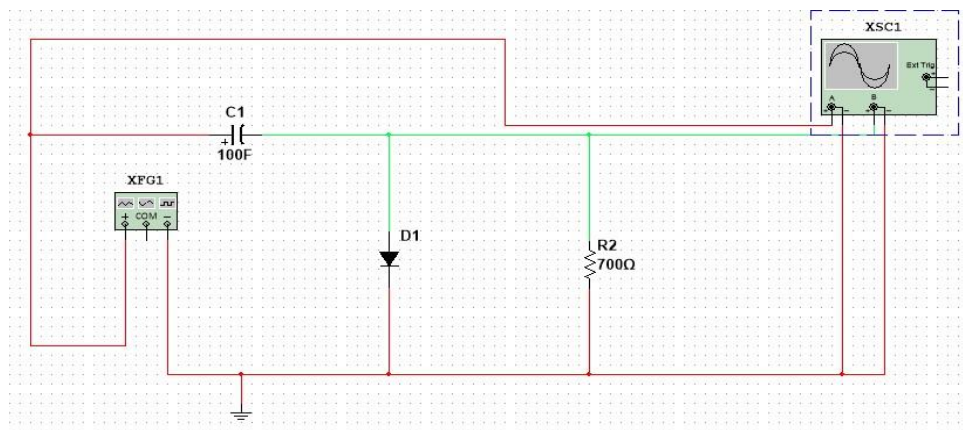 XSC1
Ext Trig
+
-
A
B
+ -
+ -
C1
+
100F
XFG1
+ COM -
D1
R2
700Ω